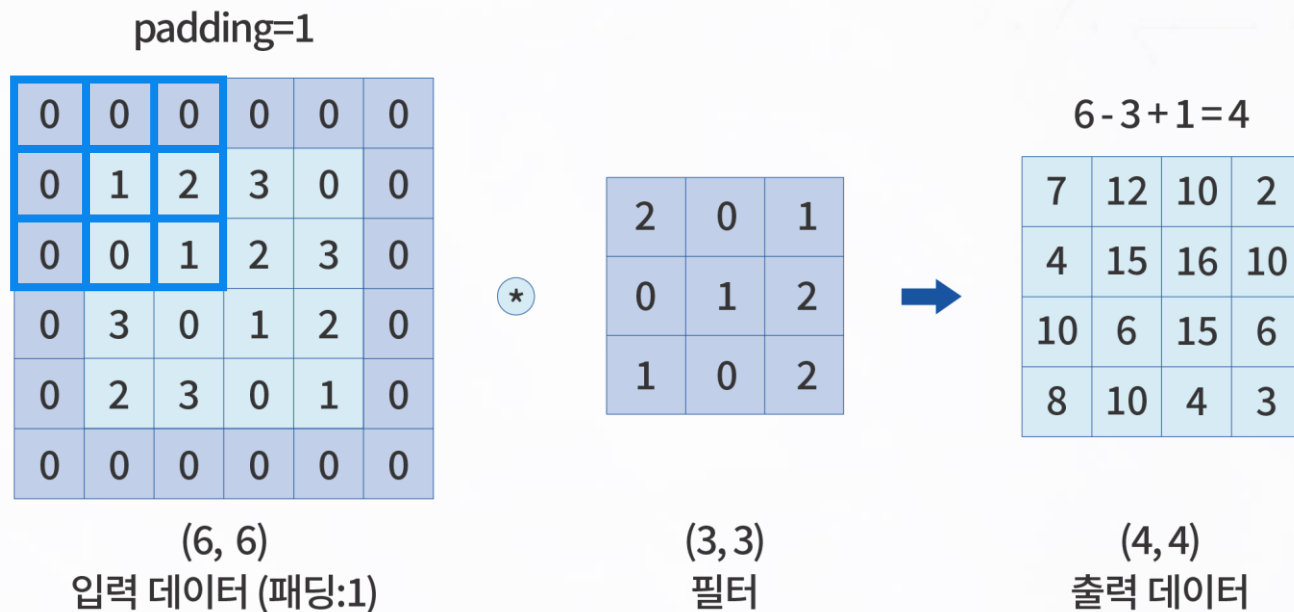 padding=1
0 0 0 0 0 0
0 1 2 3 0 0
0 0 1 2 3 0
0 3 0 1 2 0
0 2 3 0 1 0
0 0 0 0 0 0
(6, 6)
입력 데이터 (패딩:1)
*
2 0 1
0 1 2
1 0 2
(3, 3)
필터
6-3+1=4
7 12 10 2
4 15 16 10
10 6 15 6
8 10 4 3
(4, 4)
출력 데이터